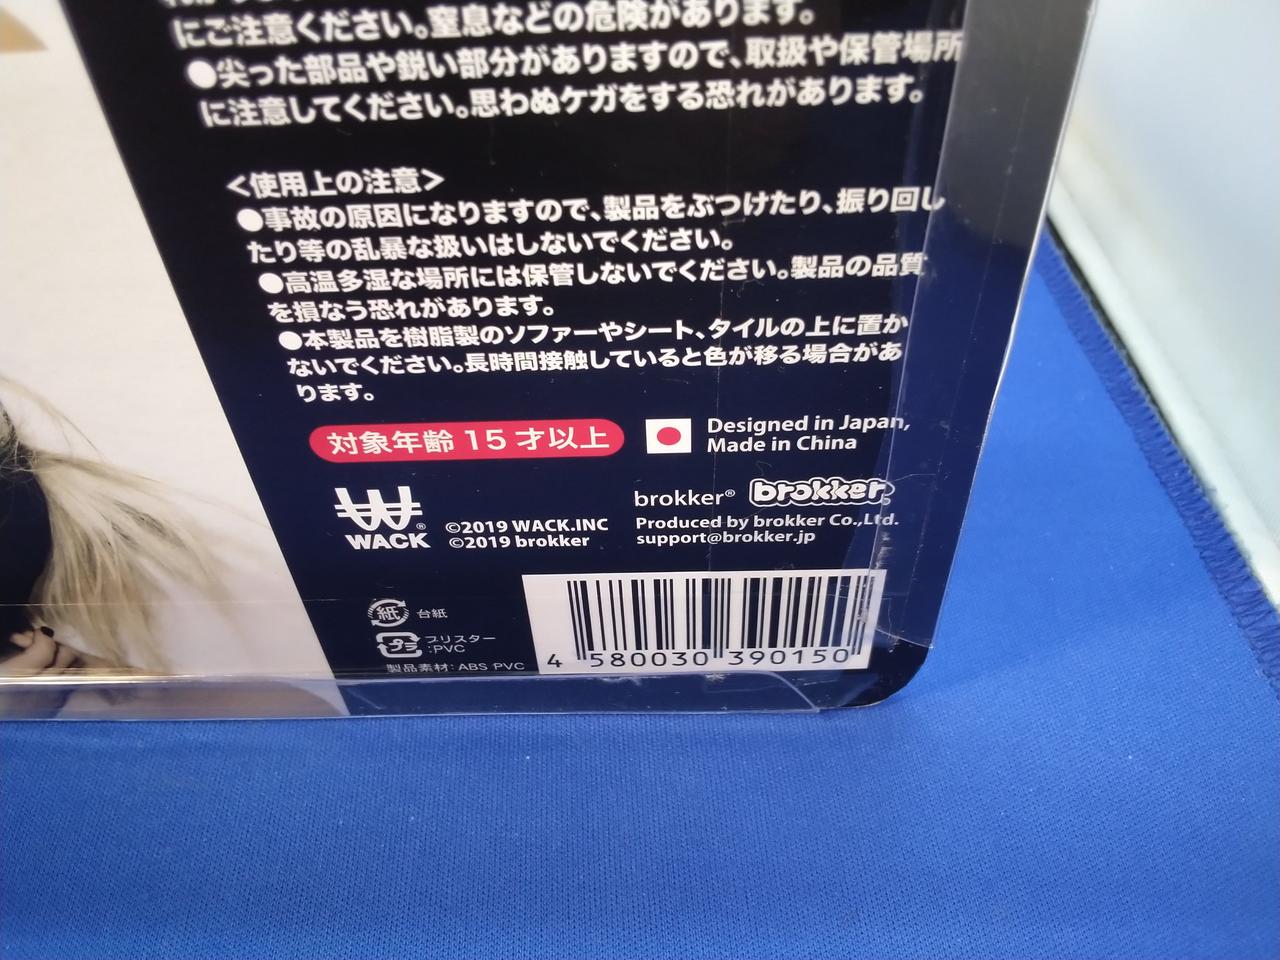 にご注意ください。窒息などの危険があります。
●尖った部品や鋭い部分がありますので、取扱や保管場所
に注意してください。思わぬケガをする恐れがあります。
＜使用上の注意＞
●事故の原因になりますので、製品をぶつけたり、振り回し
たり等の乱暴な扱いはしないでください。
●高温多湿な場所には保管しないでください。製品の品質
を損なう恐れがあります。
●本製品を樹脂製のソファーやシート、タイルの上に置か
ないでください。長時間接触していると色が移る場合があ
ります。
対象年齢 15 才以上
Designed in Japan,
Made in China
WACK®
©2019 WACK.INC
©2019 brokker
brokker® brokker®
Produced by brokker Co.,Ltd.
support@brokker.jp
紙 台紙
プラ ブリスター
:PVC
製品素材: ABS PVC
4 580030 390150